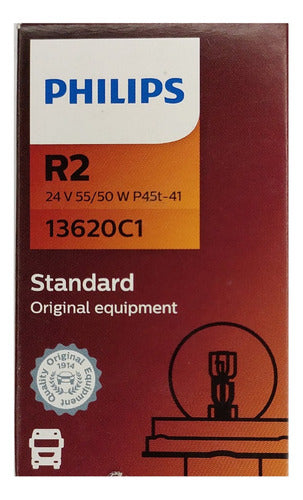 PHILIPS
R2
24 V 55/50 W P45t-41
13620C1
Standard
Original equipment
Quality Original Equipment
1914